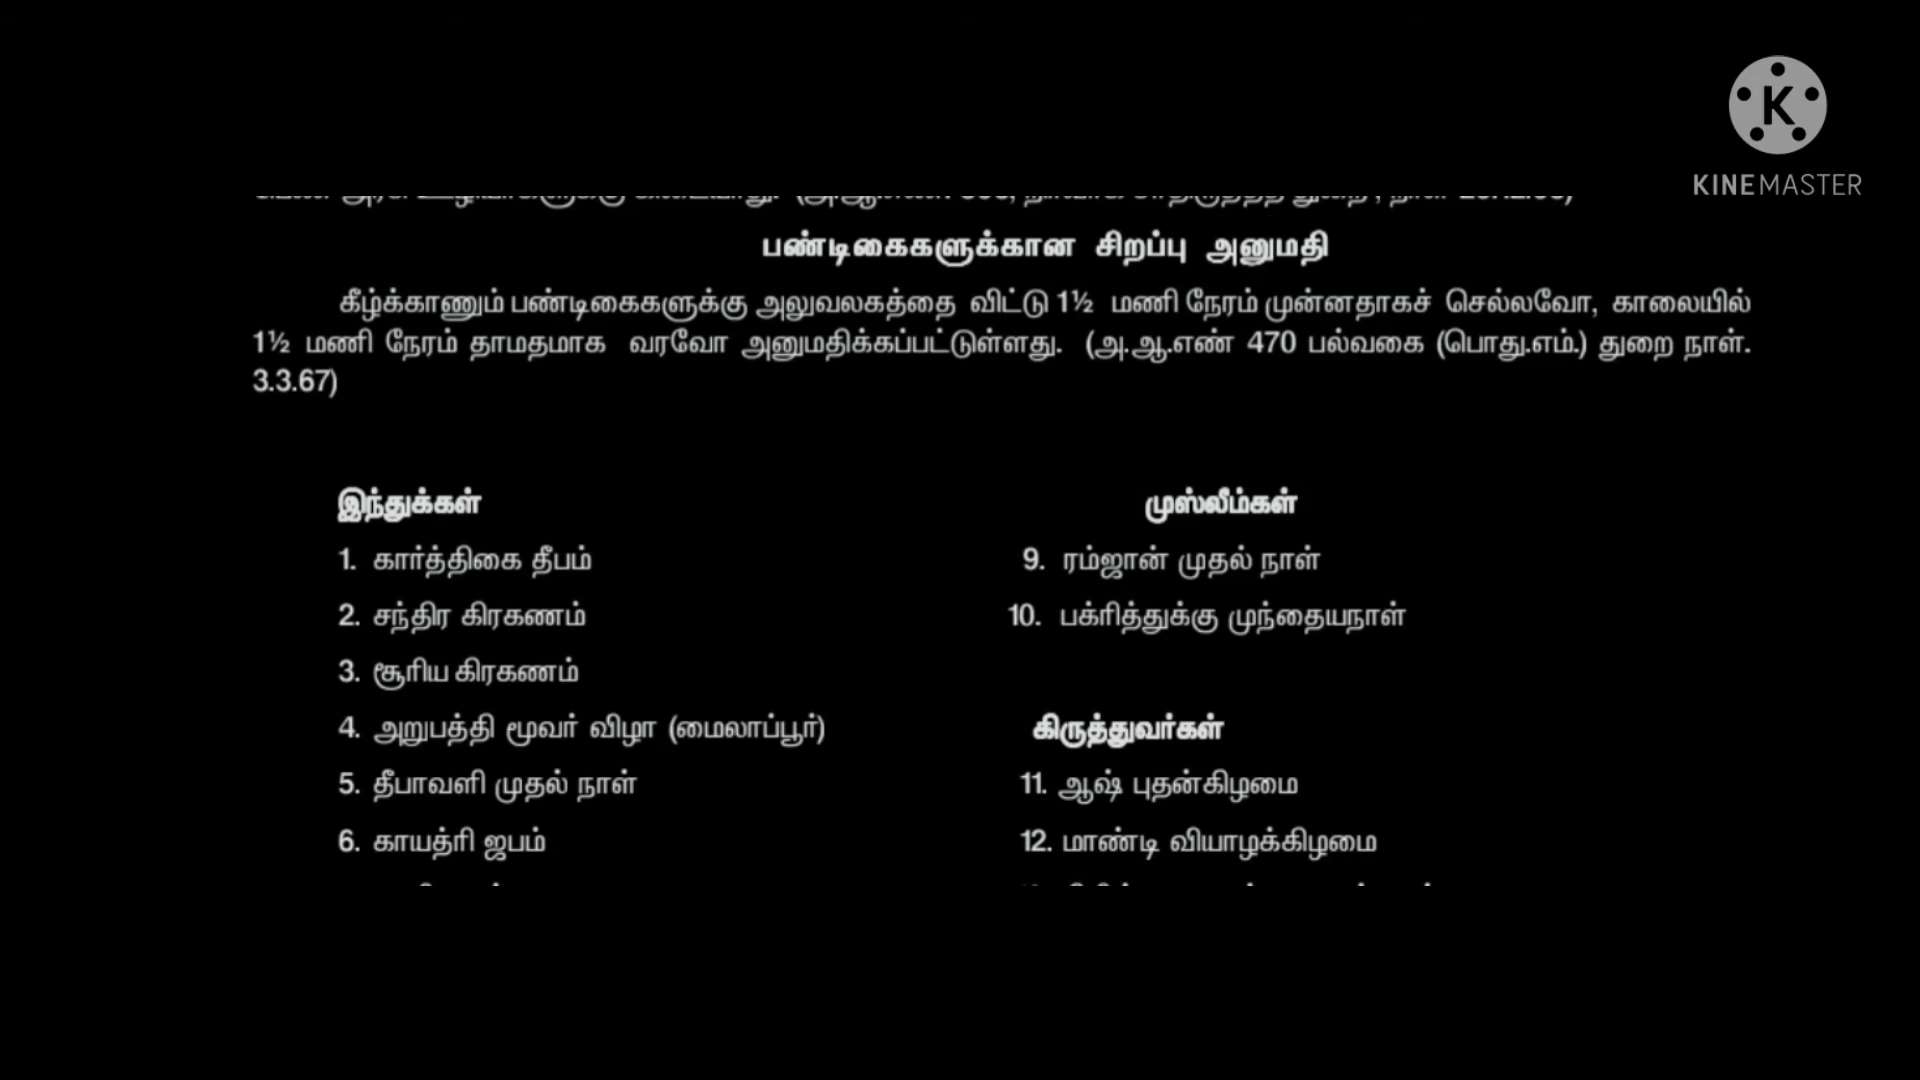 KINEMASTER
பண்டிகைகளுக்கான சிறப்பு அனுமதி
கீழ்க்காணும் பண்டிகைகளுக்கு அலுவலகத்தை விட்டு 1½ மணி நேரம் முன்னதாகச் செல்லவோ, காலையில்
1½ மணி நேரம் தாமதமாக வரவோ அனுமதிக்கப்பட்டுள்ளது. (அ.ஆ.எண் 470 பல்வகை (பொது.எம்.) துறை நாள்.
3.3.67)
இந்துக்கள்
1. கார்த்திகை தீபம்
2. சந்திர கிரகணம்
3. சூரிய கிரகணம்
4. அறுபத்தி மூவர் விழா (மைலாப்பூர்)
5. தீபாவளி முதல் நாள்
6. காயத்ரி ஜபம்
முஸ்லீம்கள்
9. ரம்ஜான் முதல் நாள்
10. பக்ரித்துக்கு முந்தையநாள்
கிருத்துவர்கள்
11. ஆஷ் புதன்கிழமை
12. மாண்டி வியாழக்கிழமை